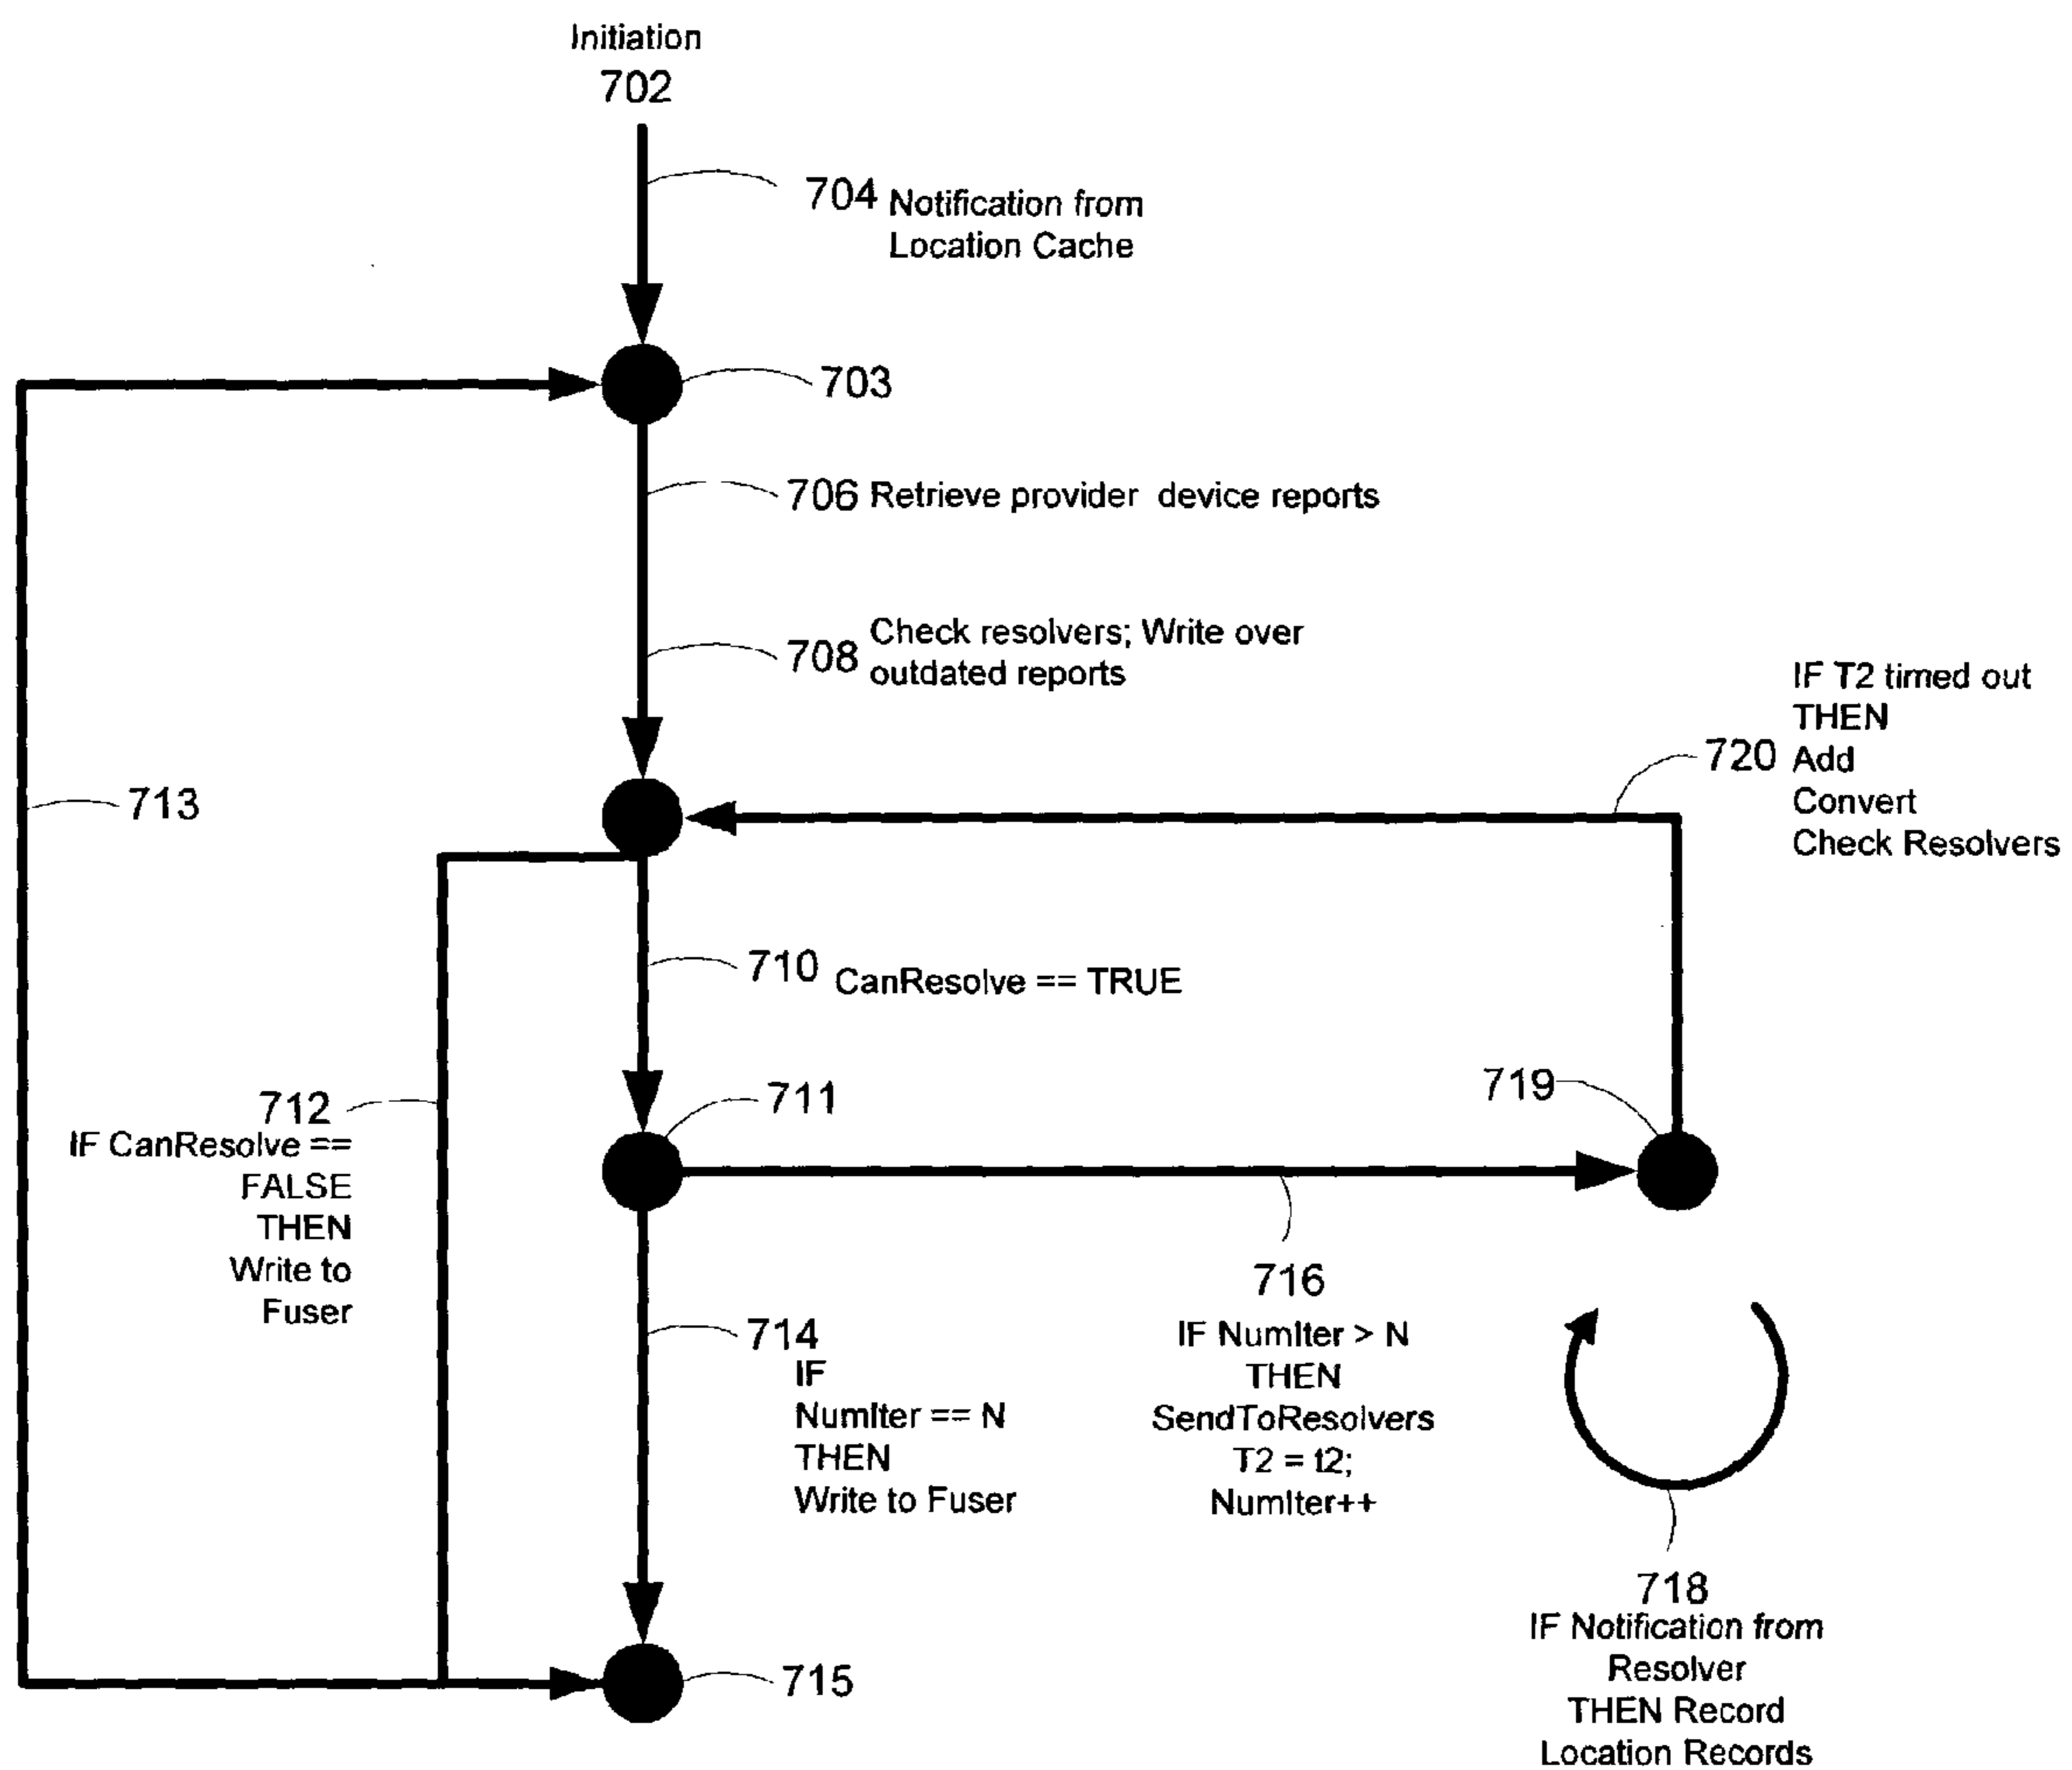 Initiation
702
704 Notification from
Location Cache
703
706 Retrieve provider device reports
708 Check resolvers; Write over
outdated reports
IF T2 timed out
THEN
720 Add
Convert
Check Resolvers
713
710 CanResolve == TRUE
711
719
712
IF CanResolve ==
FALSE
THEN
Write to
Fuser
714
IF
NumIter == N
THEN
Write to Fuser
716
IF NumIter > N
THEN
SendToResolvers
T2 = t2;
NumIter++
718
IF Notification from
Resolver
THEN Record
Location Records
715